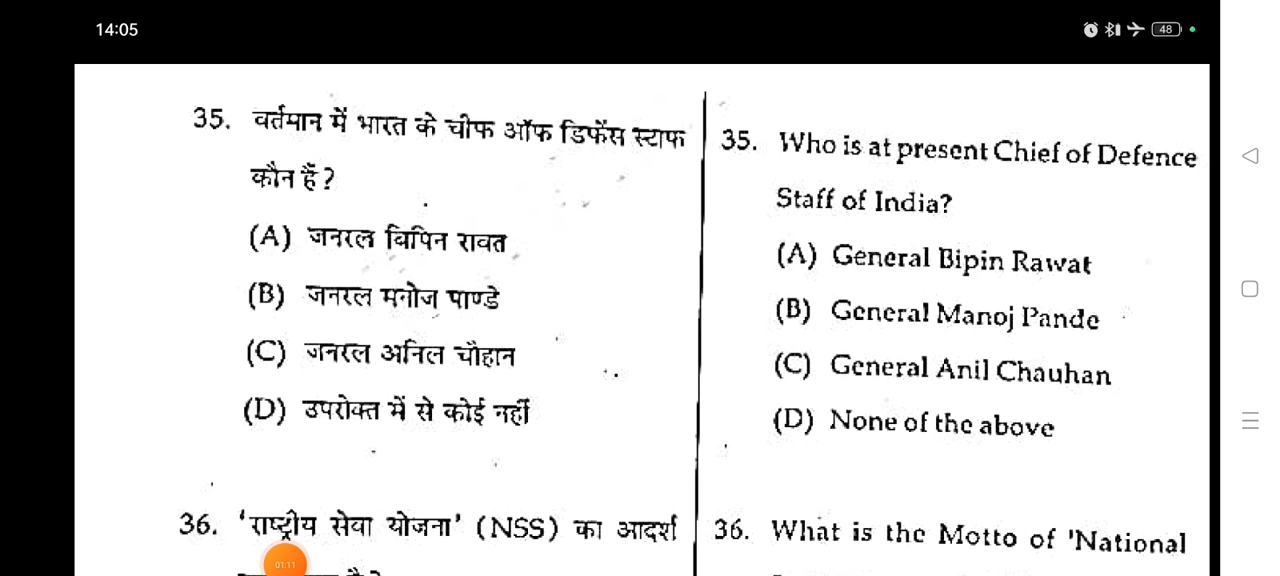 14:05
48
35. वर्तमान में भारत के चीफ ऑफ डिफेंस स्टाफ
कौन हैं?
(A) जनरल बिपिन रावत
(B) जनरल मनोज पाण्डे
(C) जनरल अनिल चौहान
(D) उपरोक्त में से कोई नहीं
36. 'राष्ट्रीय सेवा योजना' (NSS) का आदर्श
01:11
35. Who is at present Chief of Defence
Staff of India?
(A) General Bipin Rawat
(B) General Manoj Pande
(C) General Anil Chauhan
(D) None of the above
36. What is the Motto of 'National